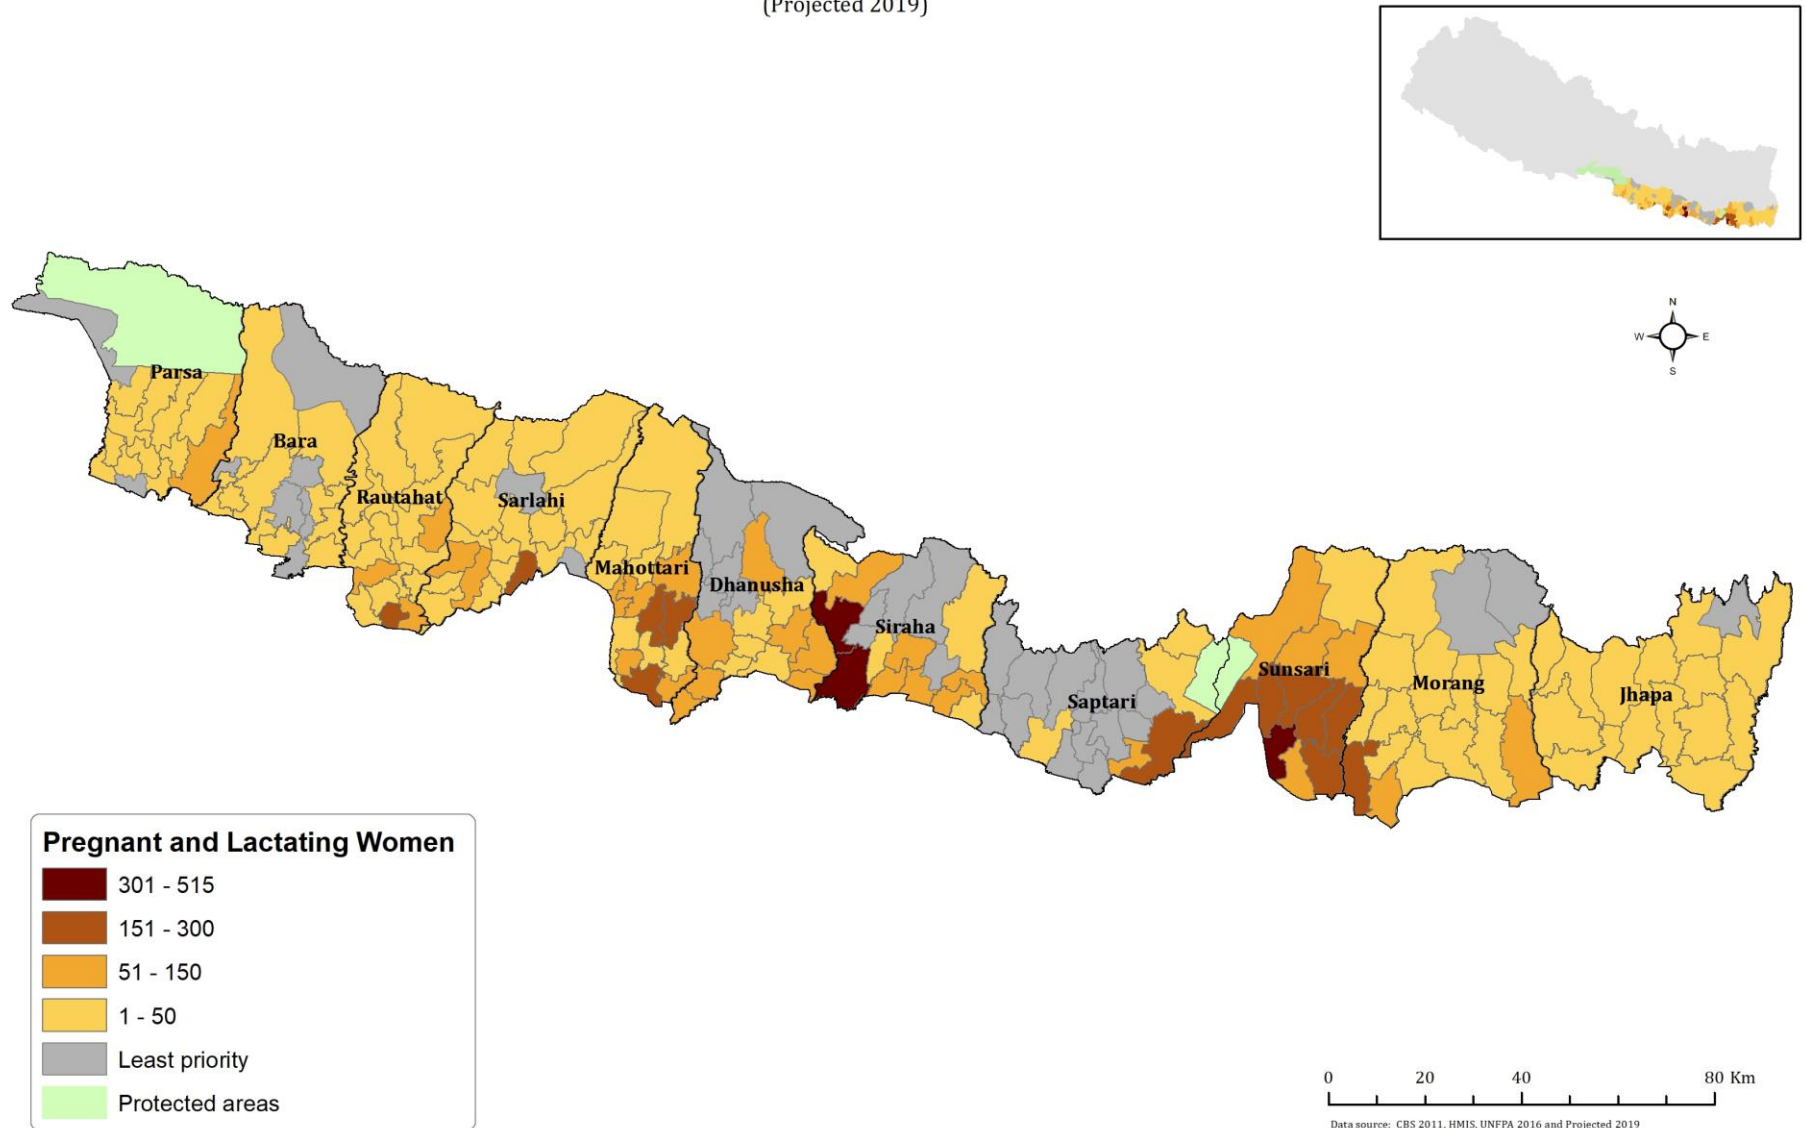 (Projected 2019)
N
W E
S
Parsa
Bara
Rautahat
Sarlahi
Mahottari
Dhanusha
Siraha
Saptari
Sunsari
Morang
Jhapa
Pregnant and Lactating Women
301 - 515
151 - 300
51 - 150
1 - 50
Least priority
Protected areas
0 20 40 80 Km
Data source: CBS 2011, HMIS, UNFPA 2016 and Projected 2019